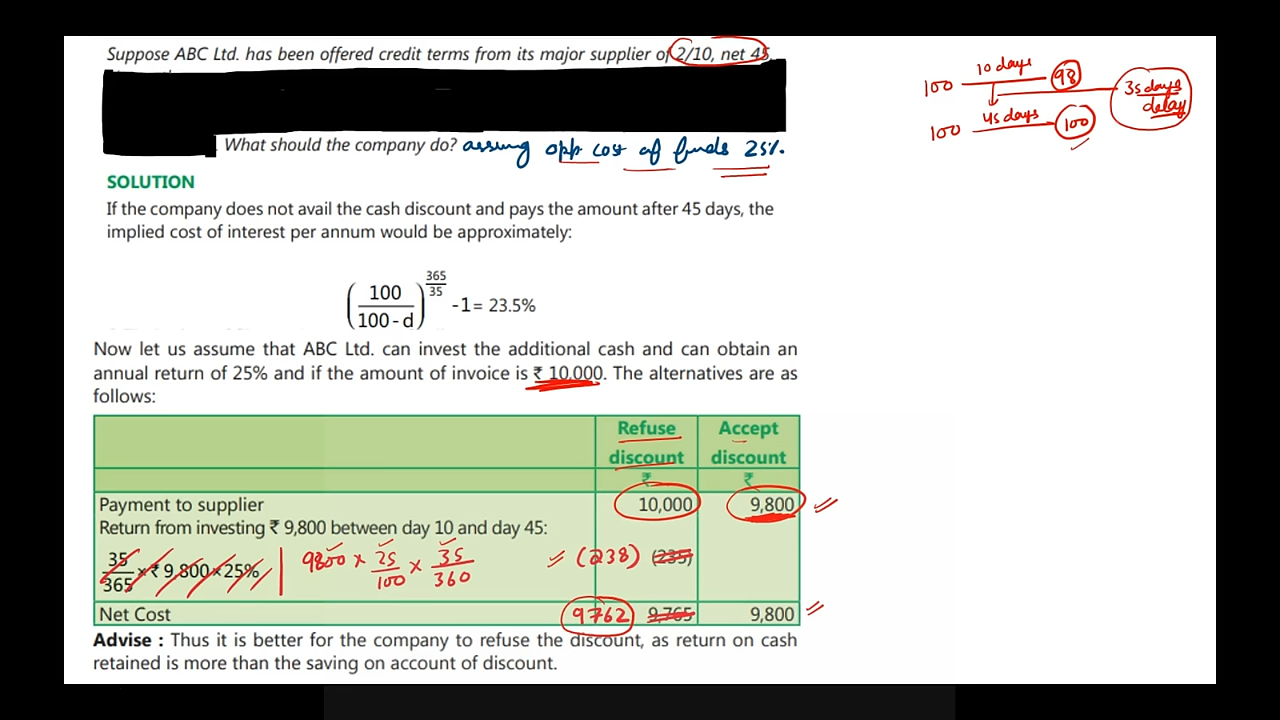 Suppose ABC Ltd. has been offered credit terms from its major supplier of 2/10, net 45,
What should the company do? assuming opp cost of funds 25%.
SOLUTION
If the company does not avail the cash discount and pays the amount after 45 days, the
implied cost of interest per annum would be approximately:
(100/100-d)^365/35 -1= 23.5%
Now let us assume that ABC Ltd. can invest the additional cash and can obtain an
annual return of 25% and if the amount of invoice is ₹ 10,000. The alternatives are as
follows:
Refuse discount Accept discount
₹ ₹
Payment to supplier 10,000 9,800
Return from investing ₹ 9,800 between day 10 and day 45:
35/365 × ₹ 9,800 × 25% 9800 × 25/100 × 35/360 (238) (235)
Net Cost 9762 9,765 9,800
Advise : Thus it is better for the company to refuse the discount, as return on cash
retained is more than the saving on account of discount.
100 10 days 98
35 days delay
100 45 days 100